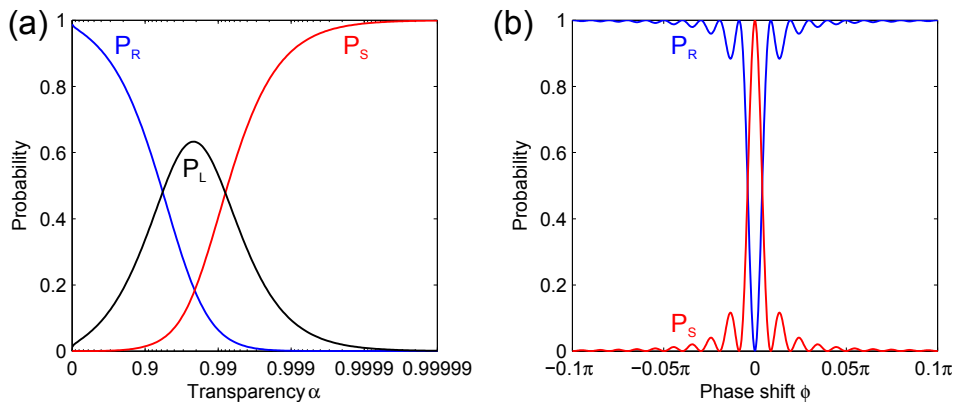 (a)
P_R
P_S
P_L
Probability
1
0.8
0.6
0.4
0.2
0
0 0.9 0.99 0.999 0.9999 0.99999
Transparency α
(b)
P_R
P_S
Probability
1
0.8
0.6
0.4
0.2
0
−0.1π −0.05π 0 0.05π 0.1π
Phase shift ϕ